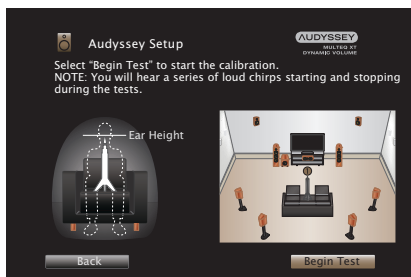 Audyssey Setup
AUDYSSEY
MULTEQ XT
DYNAMIC VOLUME
Select “Begin Test” to start the calibration.
NOTE: You will hear a series of loud chirps starting and stopping
during the tests.
Ear Height
Back
Begin Test